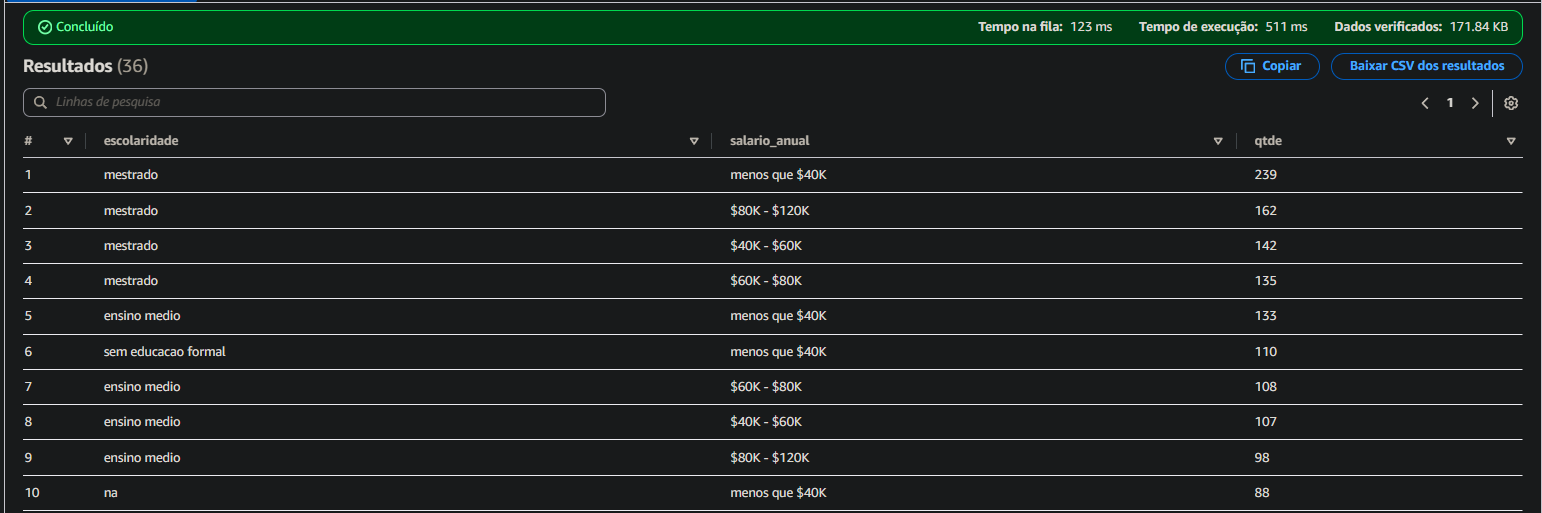 Concluído Tempo na fila: 123 ms Tempo de execução: 511 ms Dados verificados: 171.84 KB
Resultados (36) Copiar Baixar CSV dos resultados
Linhas de pesquisa 1
# escolaridade salario_anual qtde
1 mestrado menos que $40K 239
2 mestrado $80K - $120K 162
3 mestrado $40K - $60K 142
4 mestrado $60K - $80K 135
5 ensino medio menos que $40K 133
6 sem educacao formal menos que $40K 110
7 ensino medio $60K - $80K 108
8 ensino medio $40K - $60K 107
9 ensino medio $80K - $120K 98
10 na menos que $40K 88